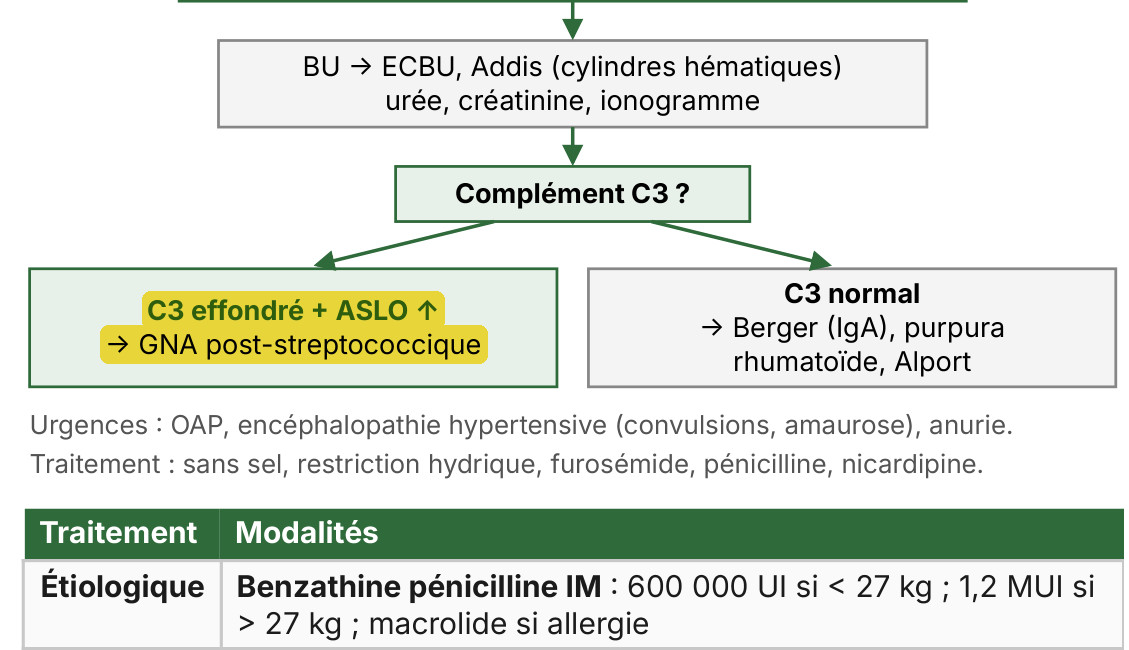 BU → ECBU, Addis (cylindres hématiques)
urée, créatinine, ionogramme
Complément C3 ?
C3 effondré + ASLO ↑
→ GNA post-streptococcique
C3 normal
→ Berger (IgA), purpura
rhumatoïde, Alport
Urgences : OAP, encéphalopathie hypertensive (convulsions, amaurose), anurie.
Traitement : sans sel, restriction hydrique, furosémide, pénicilline, nicardipine.
Traitement
Modalités
Étiologique
Benzathine pénicilline IM : 600 000 UI si < 27 kg ; 1,2 MUI si
> 27 kg ; macrolide si allergie